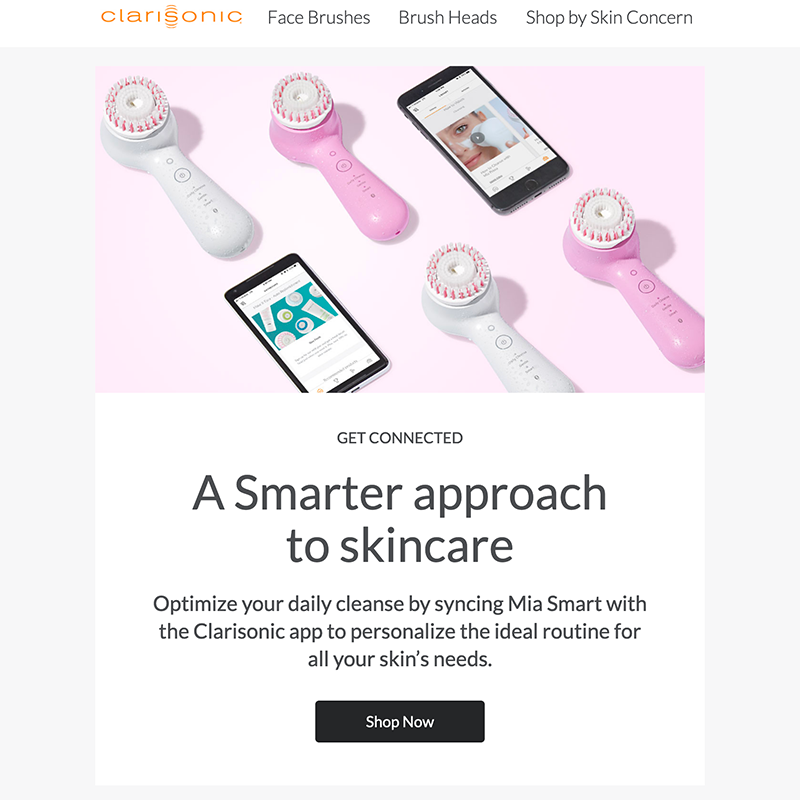 clarisonic
Face Brushes
Brush Heads
Shop by Skin Concern
GET CONNECTED
A Smarter approach
to skincare
Optimize your daily cleanse by syncing Mia Smart with
the Clarisonic app to personalize the ideal routine for
all your skin’s needs.
Shop Now